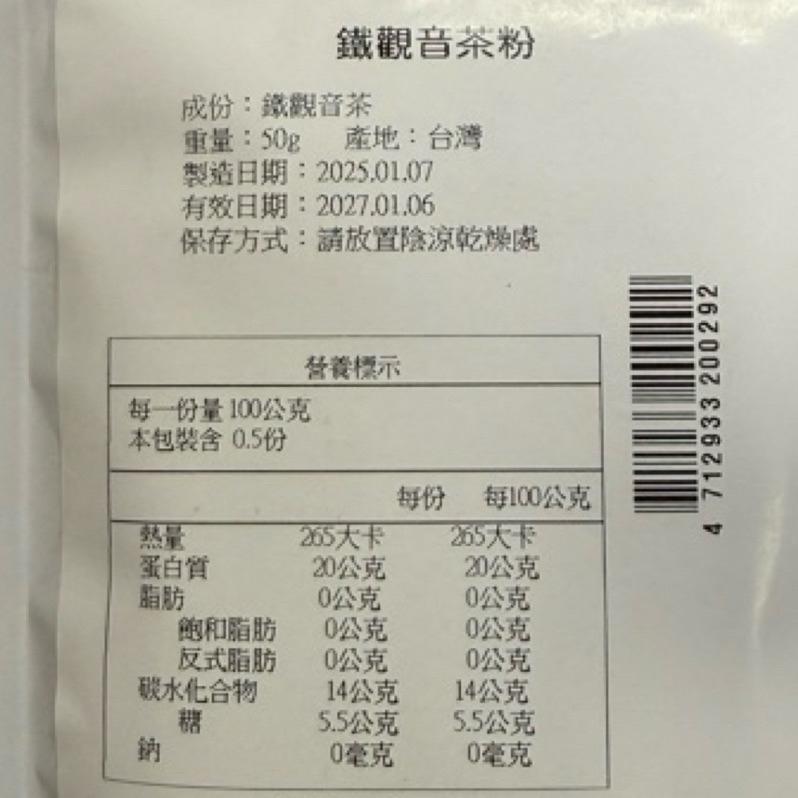 鐵觀音茶粉
成份：鐵觀音茶
重量：50g 產地：台灣
製造日期：2025.01.07
有效日期：2027.01.06
保存方式：請放置陰涼乾燥處
營養標示
每一份量 100公克
本包裝含 0.5份
每份 每100公克
熱量 265大卡 265大卡
蛋白質 20公克 20公克
脂肪 0公克 0公克
飽和脂肪 0公克 0公克
反式脂肪 0公克 0公克
碳水化合物 14公克 14公克
糖 5.5公克 5.5公克
鈉 0毫克 0毫克
4 712933 200292